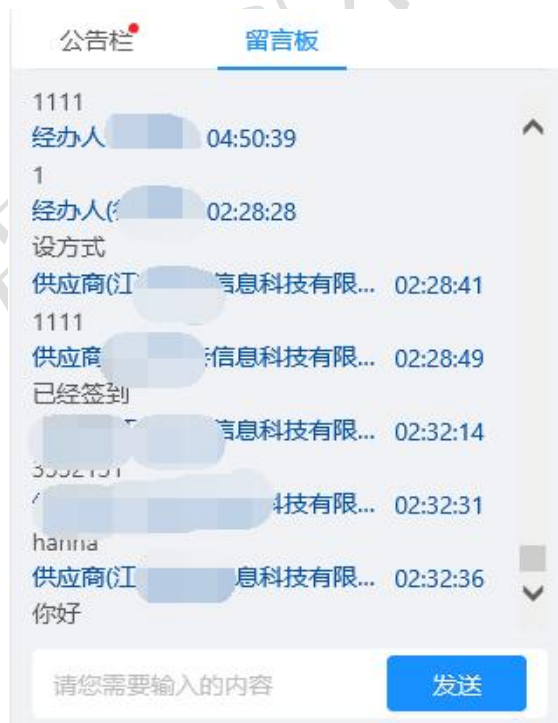 公告栏 留言板
1111
经办人 04:50:39
1
经办人( 02:28:28
设方式
供应商(江 信息科技有限... 02:28:41
1111
供应商 信息科技有限... 02:28:49
已经签到
信息科技有限... 02:32:14
科技有限... 02:32:31
hanna
供应商(江 息科技有限... 02:32:36
你好
请您需要输入的内容 发送